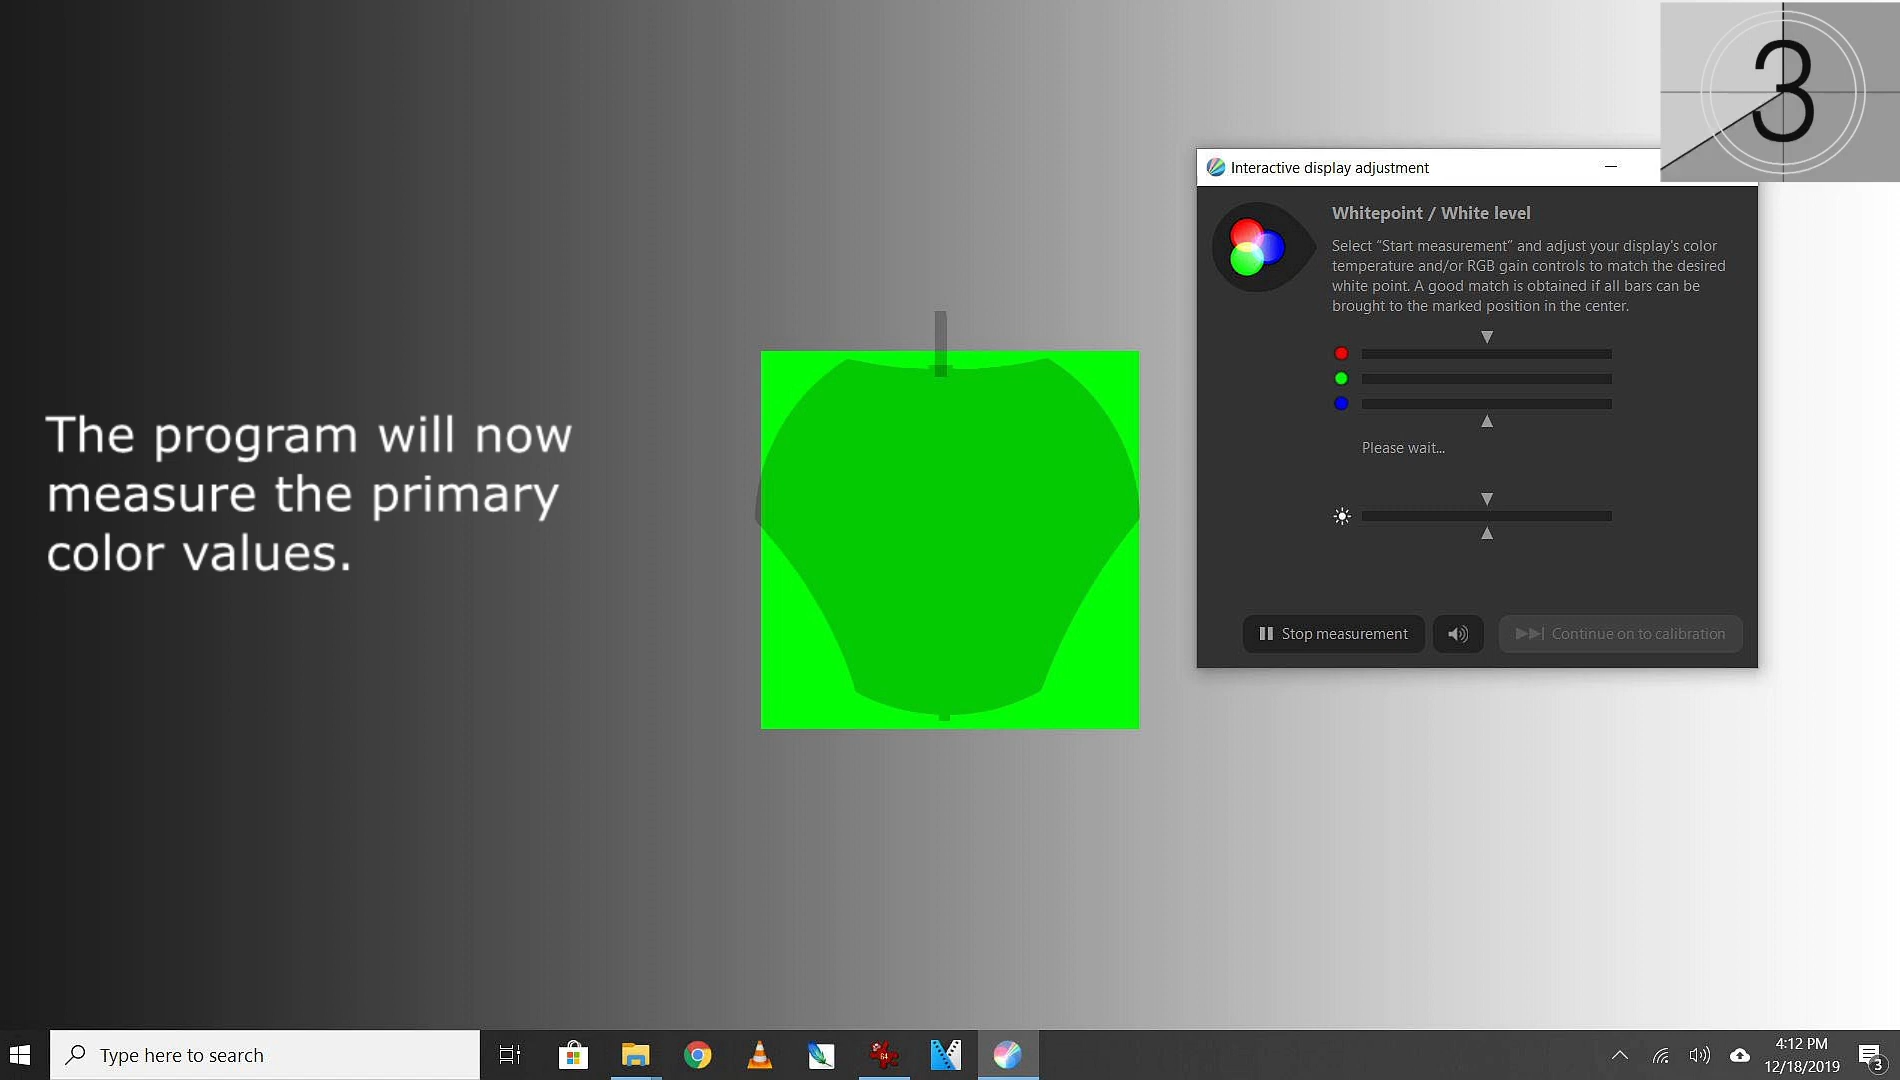 3
Interactive display adjustment
Whitepoint / White level
Select “Start measurement” and adjust your display's color
temperature and/or RGB gain controls to match the desired
white point. A good match is obtained if all bars can be
brought to the marked position in the center.
The program will now
measure the primary
color values.
Please wait...
Stop measurement
Continue on to calibration
Type here to search
64
4:12 PM
12/18/2019
3